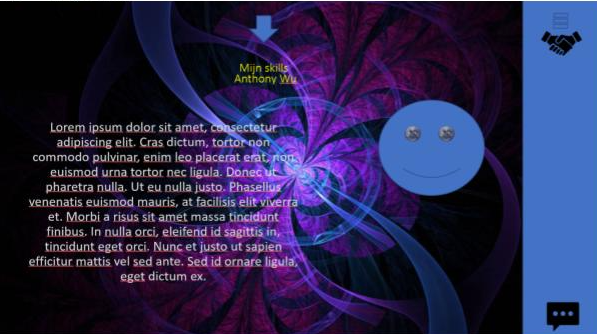 Mijn skills
Anthony Wu
Lorem ipsum dolor sit amet, consectetur
adipiscing elit. Cras dictum, tortor non
commodo pulvinar, enim leo placerat erat, non
euismod urna tortor nec ligula. Donec ut
pharetra nulla. Ut eu nulla justo. Phasellus
venenatis euismod mauris, at facilisis elit viverra
et. Morbi a risus sit amet massa tincidunt
finibus. In nulla orci, eleifend id sagittis in,
tincidunt eget orci. Nunc et justo ut sapien
efficitur mattis vel sed ante. Sed id ornare ligula,
eget dictum ex.